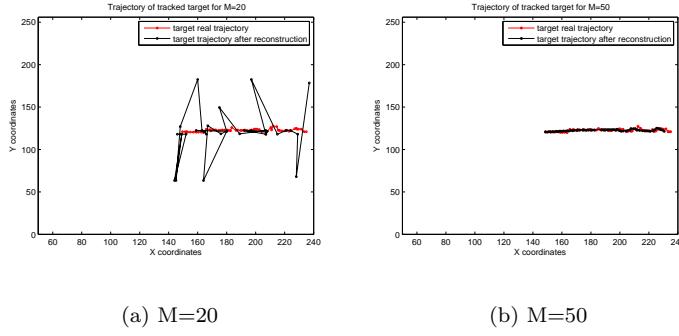 Trajectory of tracked target for M=20
target real trajectory
target trajectory after reconstruction
Y coordinates
250
200
150
100
50
0
60 80 100 120 140 160 180 200 220 240
X coordinates
(a) M=20
Trajectory of tracked target for M=50
target real trajectory
target trajectory after reconstruction
Y coordinates
250
200
150
100
50
0
60 80 100 120 140 160 180 200 220 240
X coordinates
(b) M=50